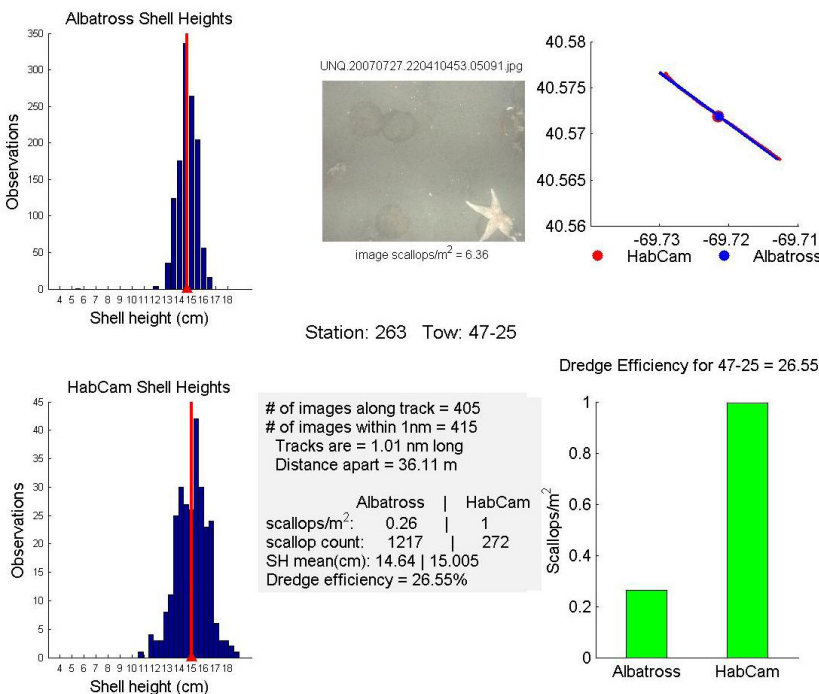 Albatross Shell Heights
350
300
250
200
150
100
50
0
Observations
4 5 6 7 8 9 10 11 12 13 14 15 16 17 18
Shell height (cm)
UNQ.20070727.220410453.05091.jpg
image scallops/m² = 6.36
40.58
40.575
40.57
40.565
40.56
-69.73 -69.72 -69.71
HabCam Albatross
Station: 263 Tow: 47-25
HabCam Shell Heights
45
40
35
30
25
20
15
10
5
0
Observations
4 5 6 7 8 9 10 11 12 13 14 15 16 17 18
Shell height (cm)
# of images along track = 405
# of images within 1nm = 415
Tracks are = 1.01 nm long
Distance apart = 36.11 m
Albatross | HabCam
scallops/m²: 0.26 | 1
scallop count: 1217 | 272
SH mean(cm): 14.64 | 15.005
Dredge efficiency = 26.55%
Dredge Efficiency for 47-25 = 26.55
1
0.8
0.6
0.4
0.2
0
Scallops/m²
Albatross HabCam